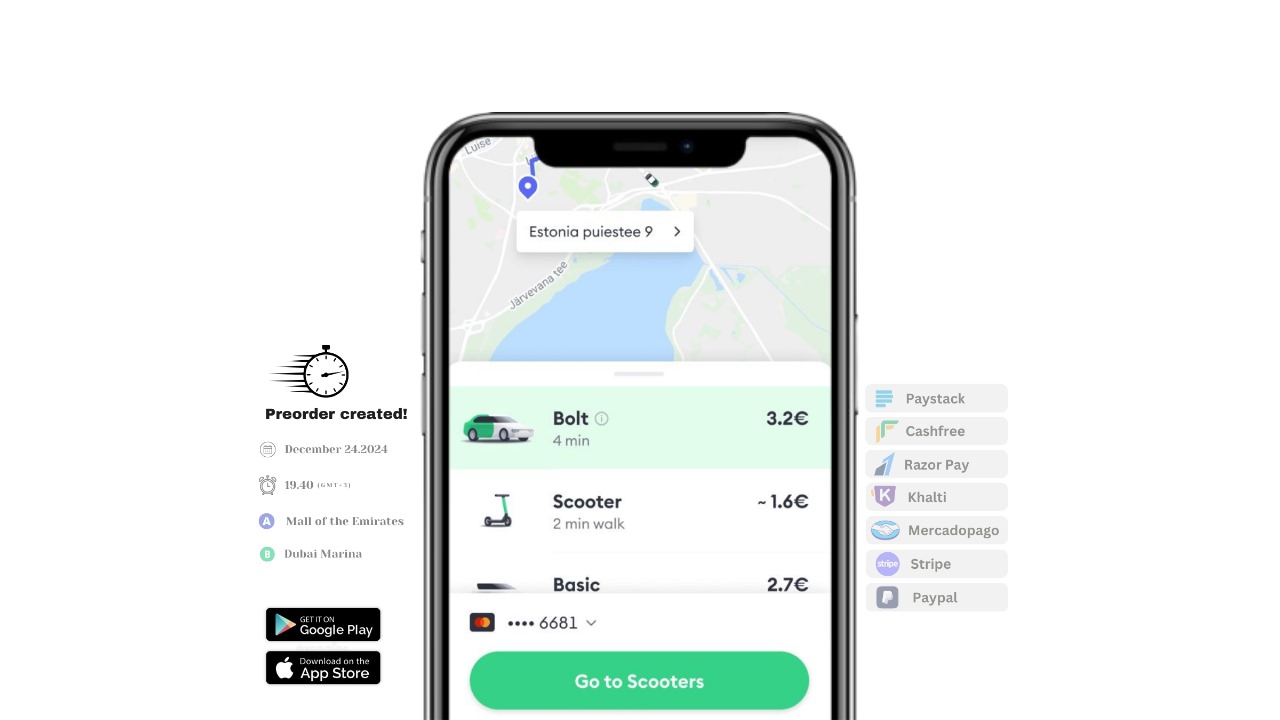 Luise
Estonia puiestee 9
Järvevana tee
Bolt
3.2€
4 min
Scooter
~ 1.6€
2 min walk
Basic
2.7€
•••• 6681
Go to Scooters
Preorder created!
December 24.2024
19.40 (GMT+3)
A Mall of the Emirates
B Dubai Marina
GET IT ON
Google Play
Download on the
App Store
Paystack
Cashfree
Razor Pay
Khalti
Mercadopago
stripe Stripe
Paypal